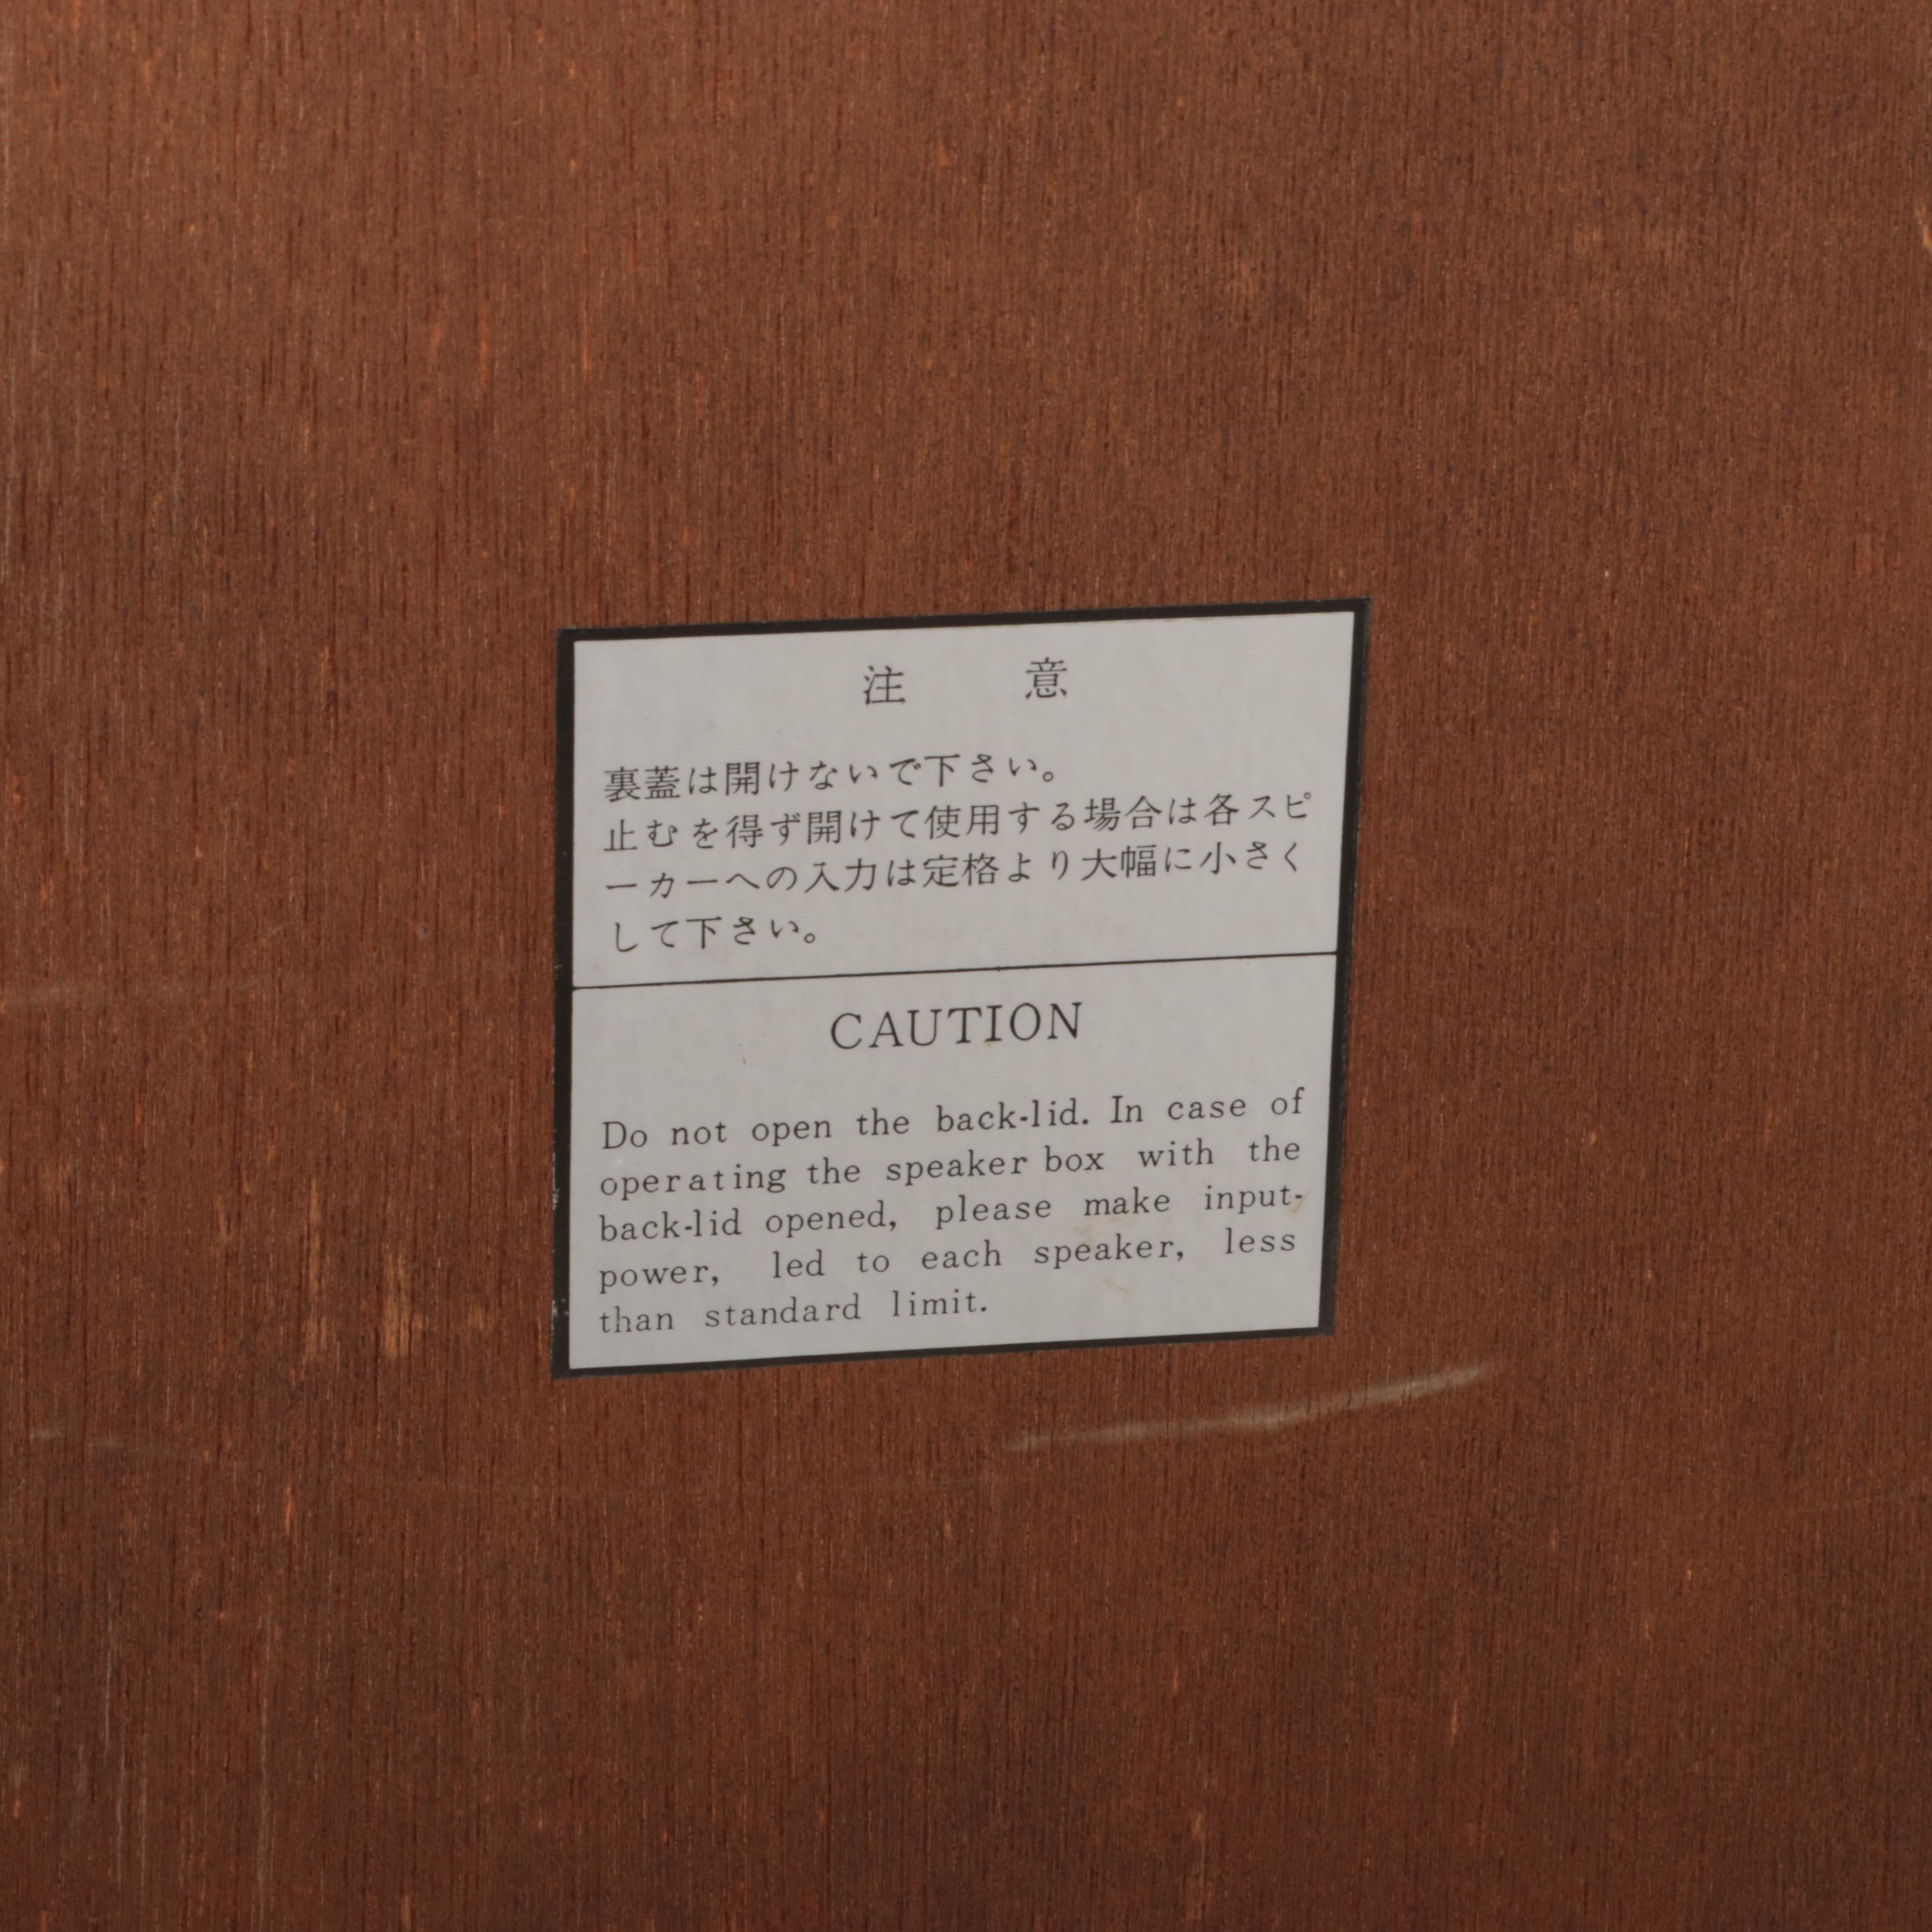 注 意
裏蓋は開けないで下さい。
止むを得ず開けて使用する場合は各スピ
ーカーへの入力は定格より大幅に小さく
して下さい。
CAUTION
Do not open the back-lid. In case of
operating the speaker box with the
back-lid opened, please make input-
power, led to each speaker, less
than standard limit.